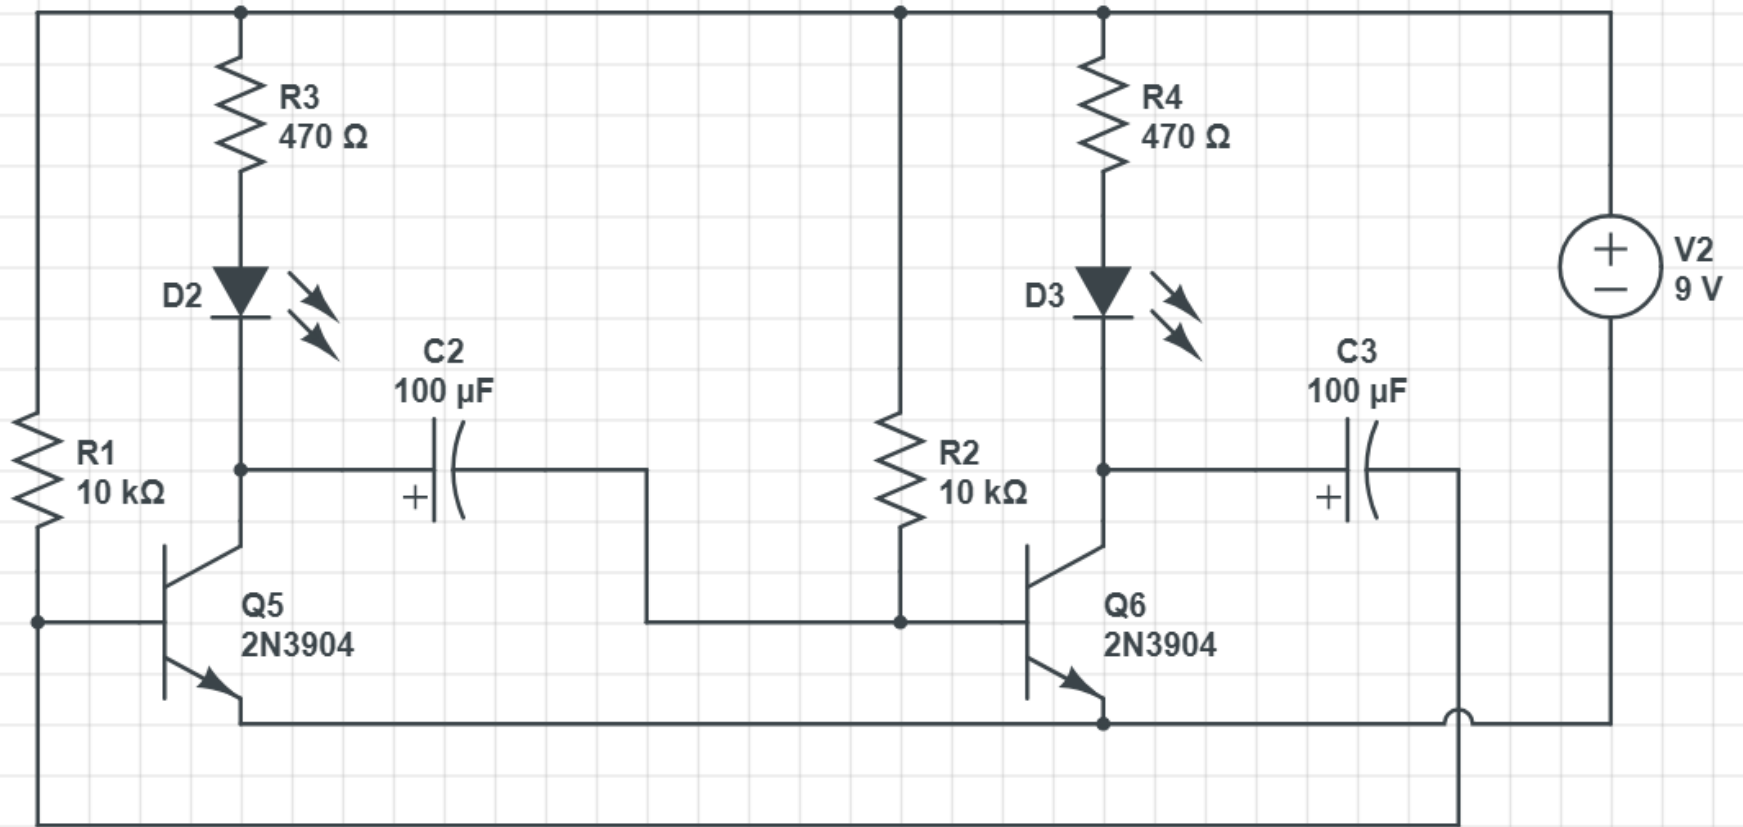 R3
470 Ω
R4
470 Ω
D2
D3
V2
9 V
C2
100 µF
C3
100 µF
+
+
R1
10 kΩ
R2
10 kΩ
Q5
2N3904
Q6
2N3904